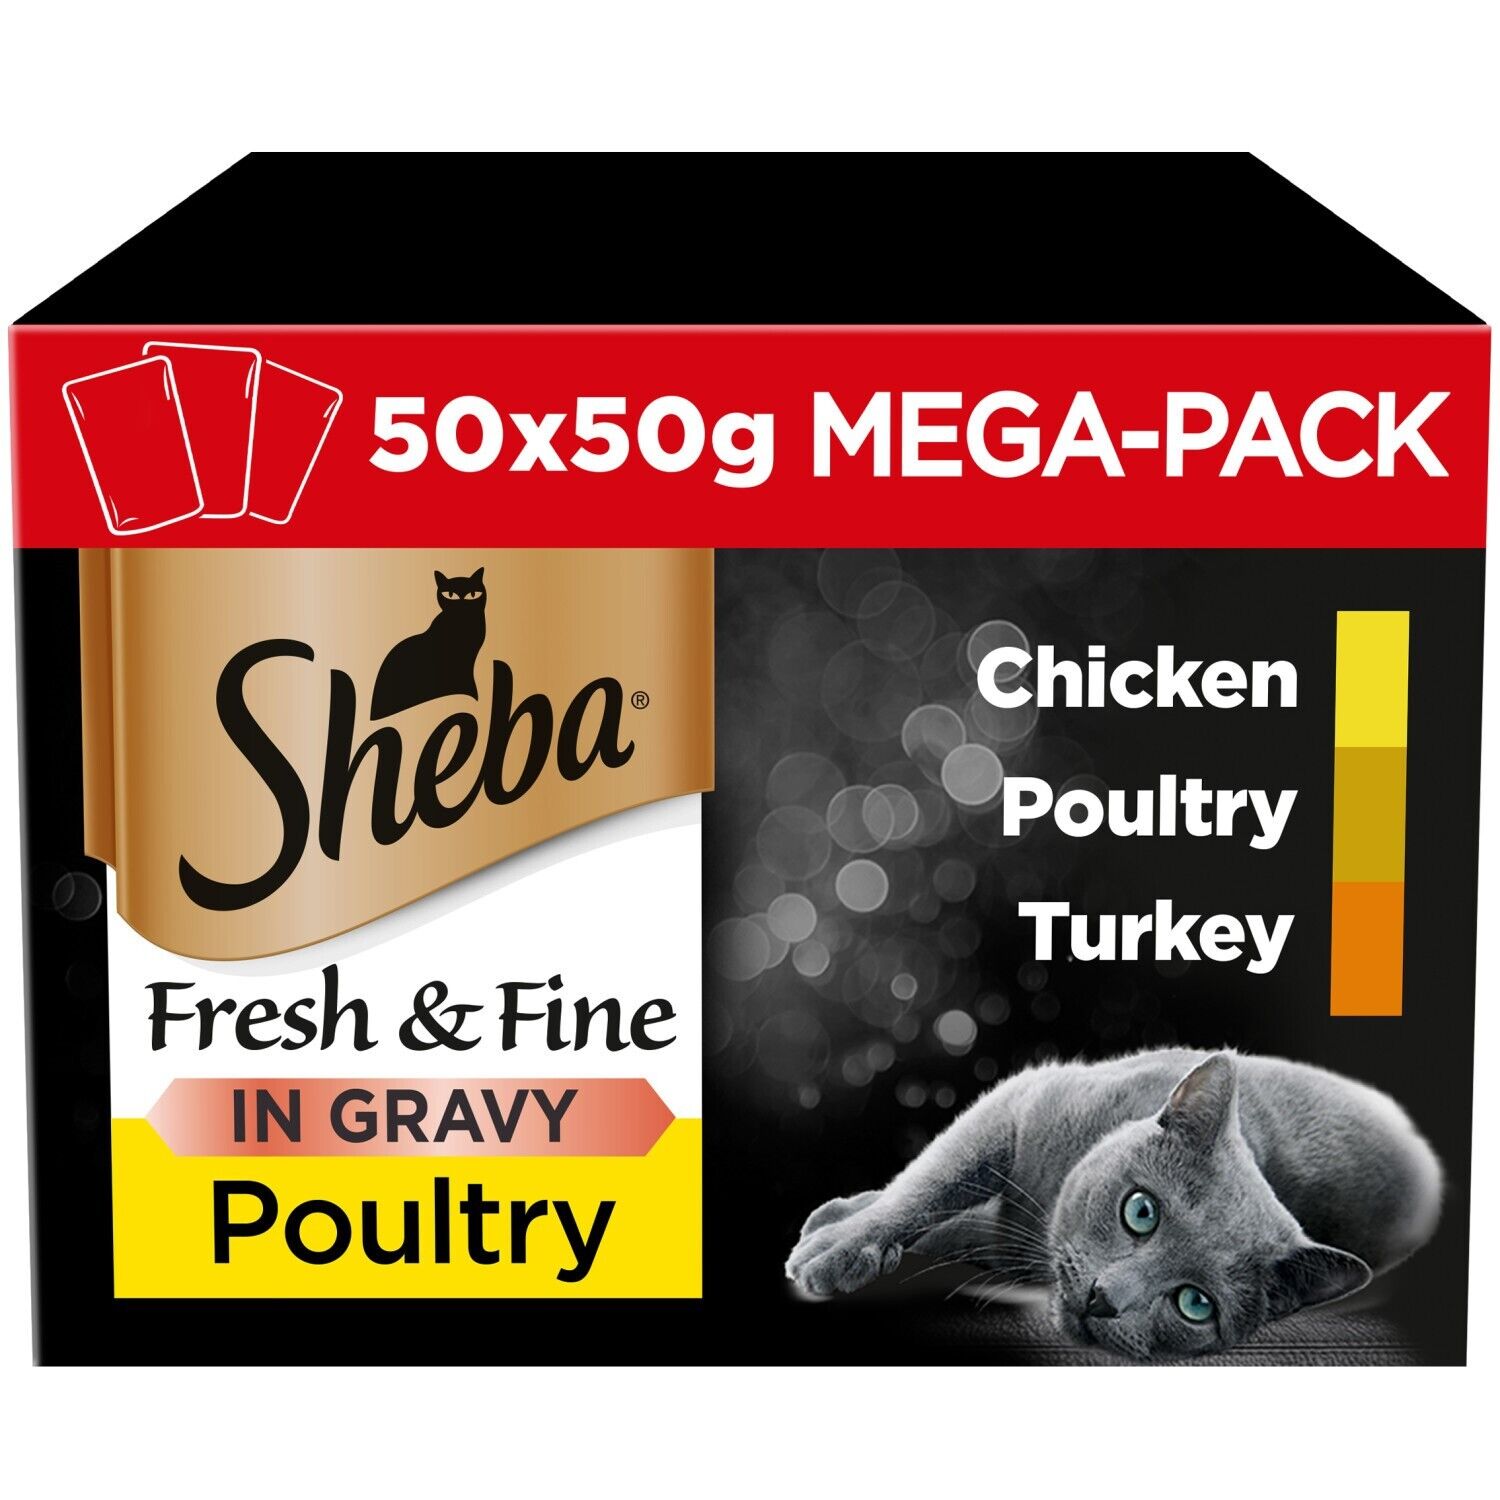 50x50g MEGA-PACK
Sheba®
Fresh & Fine
IN GRAVY
Poultry
Chicken
Poultry
Turkey